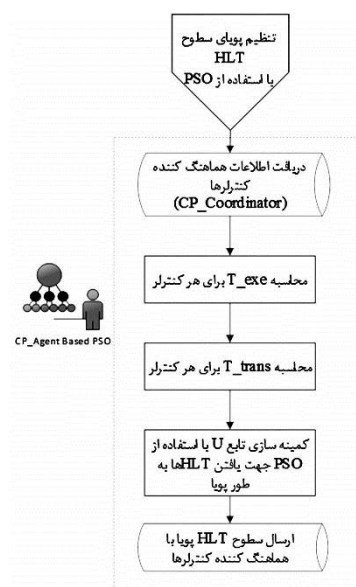 تنظیم پویای سطوح
HLT
با استفاده از PSO
دریافت اطلاعات هماهنگ کننده
کنترلرها
(CP_Coordinator)
محاسبه T_exe برای هر کنترلر
CP_Agent Based PSO
محاسبه T_trans برای هر کنترلر
کمینه سازی تابع U با استفاده از
PSO جهت یافتن HLTها به
طور پویا
ارسال سطوح HLT پویا با
هماهنگ کننده کنترلرها